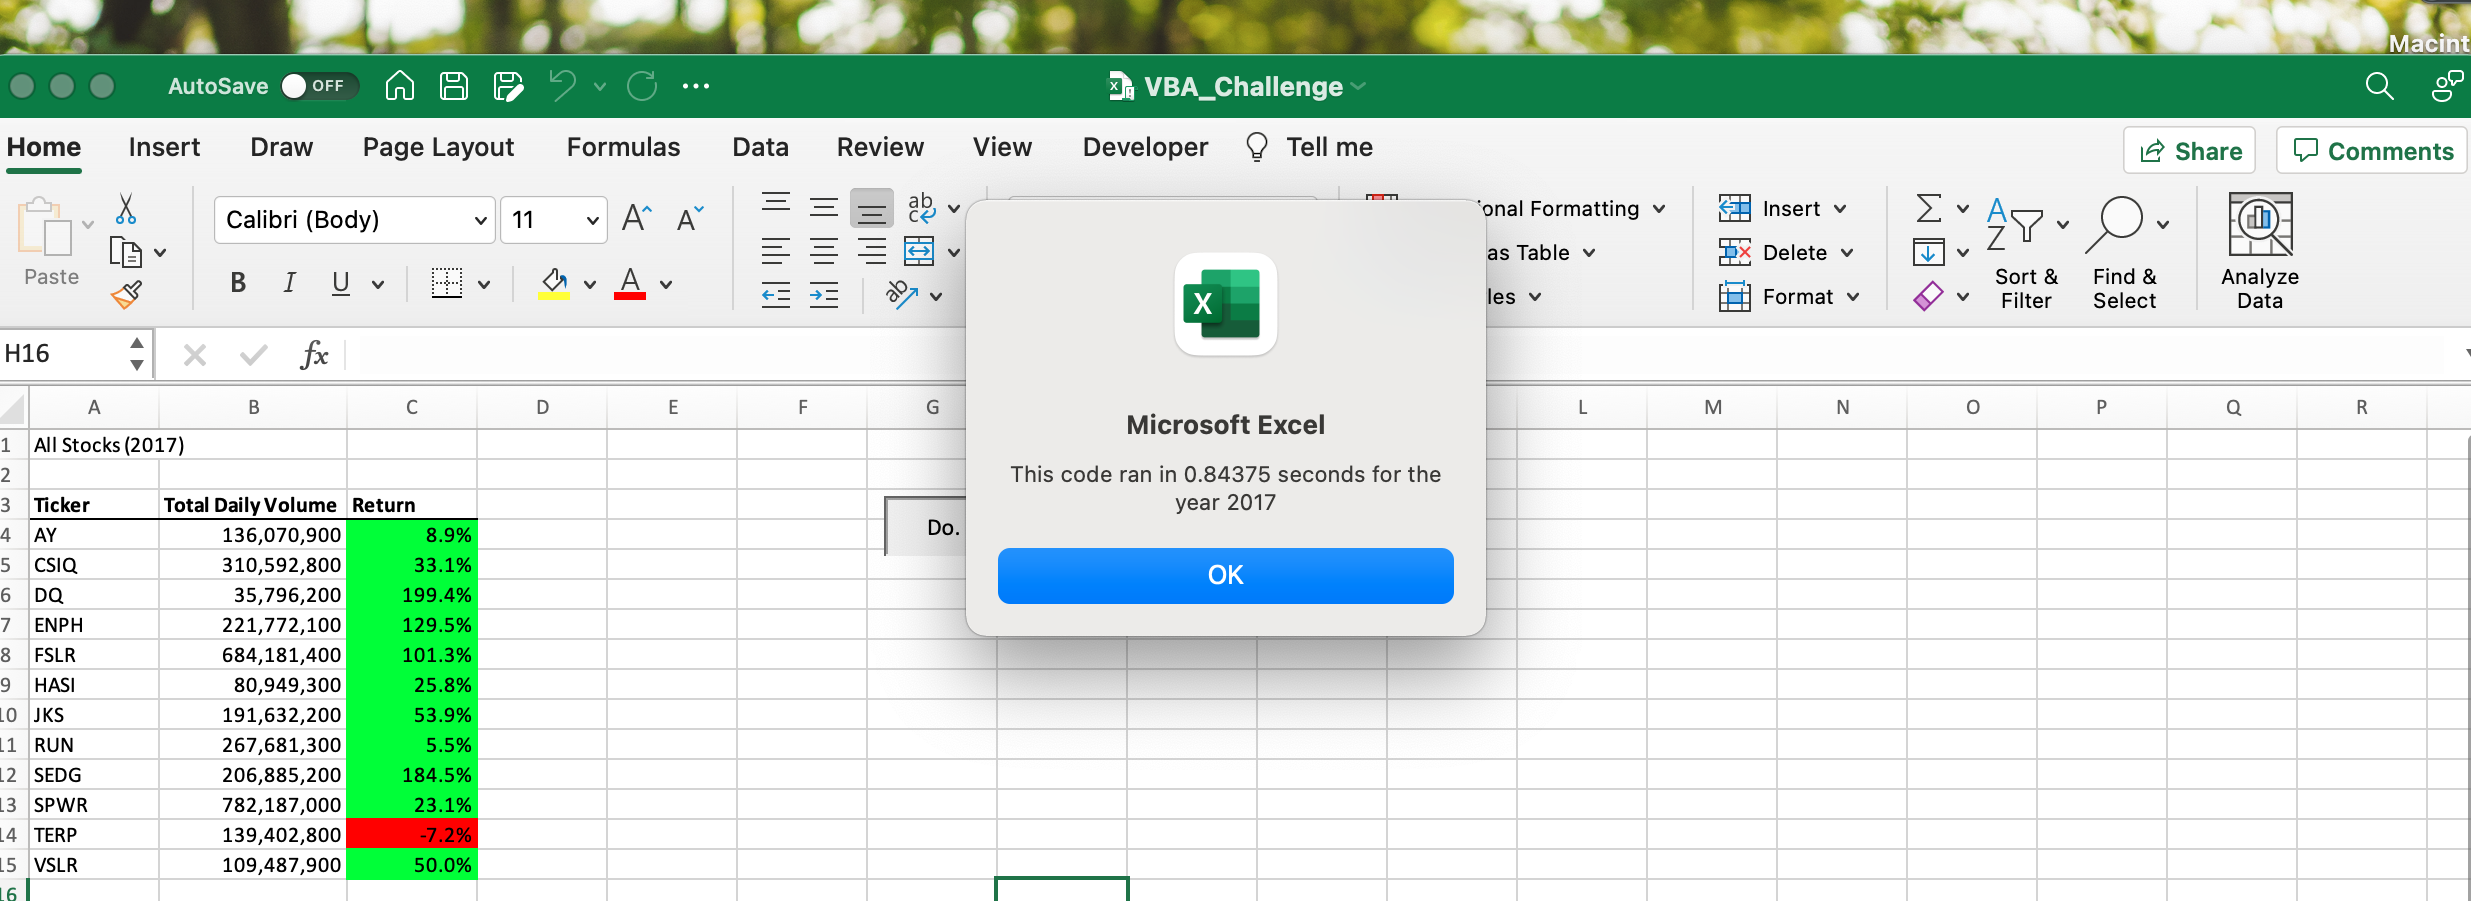 Macint
AutoSave OFF VBA_Challenge
Home Insert Draw Page Layout Formulas Data Review View Developer Tell me Share Comments
Paste
Calibri (Body) 11 A A
B I U A
ab
c
ab
ional Formatting
as Table
les
Insert
Delete
Format
A
Z
Sort &
Filter
Find &
Select
Analyze
Data
H16 fx
A B C D E F G L M N O P Q R
1 All Stocks (2017)
2
3 Ticker Total Daily Volume Return
4 AY 136,070,900 8.9%
5 CSIQ 310,592,800 33.1%
6 DQ 35,796,200 199.4%
7 ENPH 221,772,100 129.5%
8 FSLR 684,181,400 101.3%
9 HASI 80,949,300 25.8%
10 JKS 191,632,200 53.9%
11 RUN 267,681,300 5.5%
12 SEDG 206,885,200 184.5%
13 SPWR 782,187,000 23.1%
14 TERP 139,402,800 -7.2%
15 VSLR 109,487,900 50.0%
16
Do.
X
Microsoft Excel
This code ran in 0.84375 seconds for the
year 2017
OK